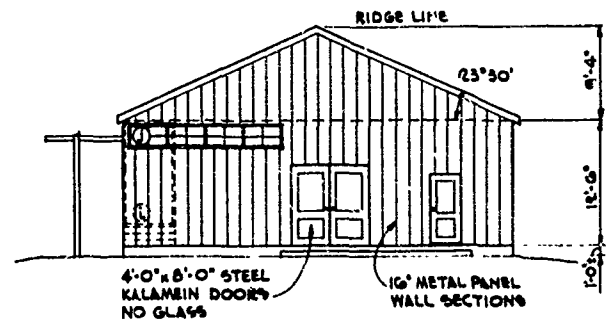 RIDGE LINE
23°30'
9'-4"
12'-6"
1'-0"
4'-0" x 8'-0" STEEL
KALAMEIN DOORS
NO GLASS
16" METAL PANEL
WALL SECTIONS